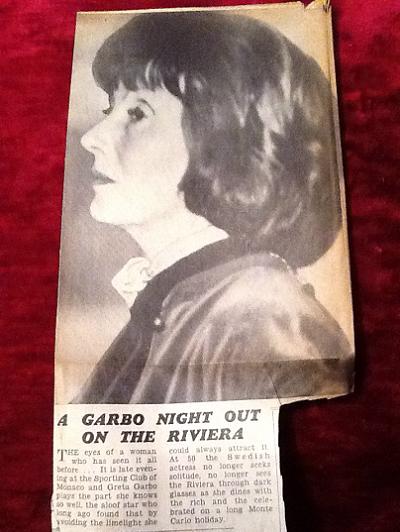 A GARBO NIGHT OUT
ON THE RIVIERA
THE eyes of a woman
who has seen it all
before . . . It is late even-
ing at the Sporting Club of
Monaco and Greta Garbo
plays the part she knows
so well, the aloof star who
long ago found that by
avoiding the limelight she
could always attract it.
At 50 the Swedish
actress no longer seeks
solitude, no longer sees
the Riviera through dark
glasses as she dines with
the rich and the cele-
brated on a long Monte
Carlo holiday.